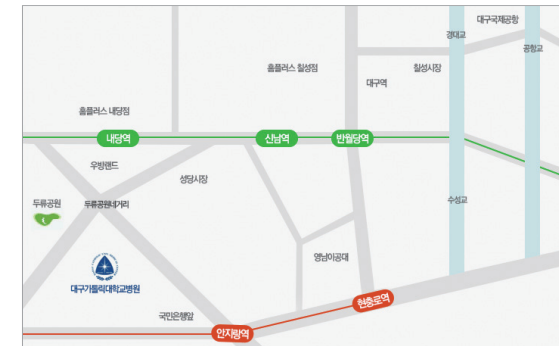 대구국제공항
경대교
공항교
홈플러스 칠성점
칠성시장
대구역
홈플러스 내당점
내당역
신남역
반월당역
우방랜드
성당시장
두류공원
두류공원네거리
수성교
영남이공대
대구가톨릭대학교병원
현충로역
국민은행앞
안지랑역